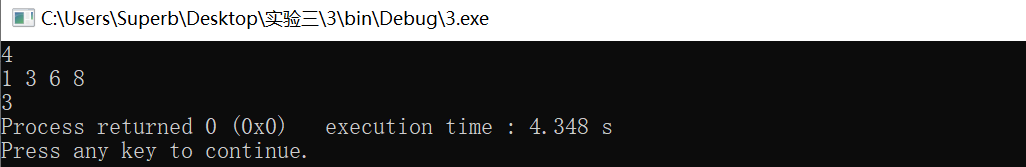 C:\Users\Superb\Desktop\实验三\3\bin\Debug\3.exe
4
1 3 6 8
3
Process returned 0 (0x0)   execution time : 4.348 s
Press any key to continue.